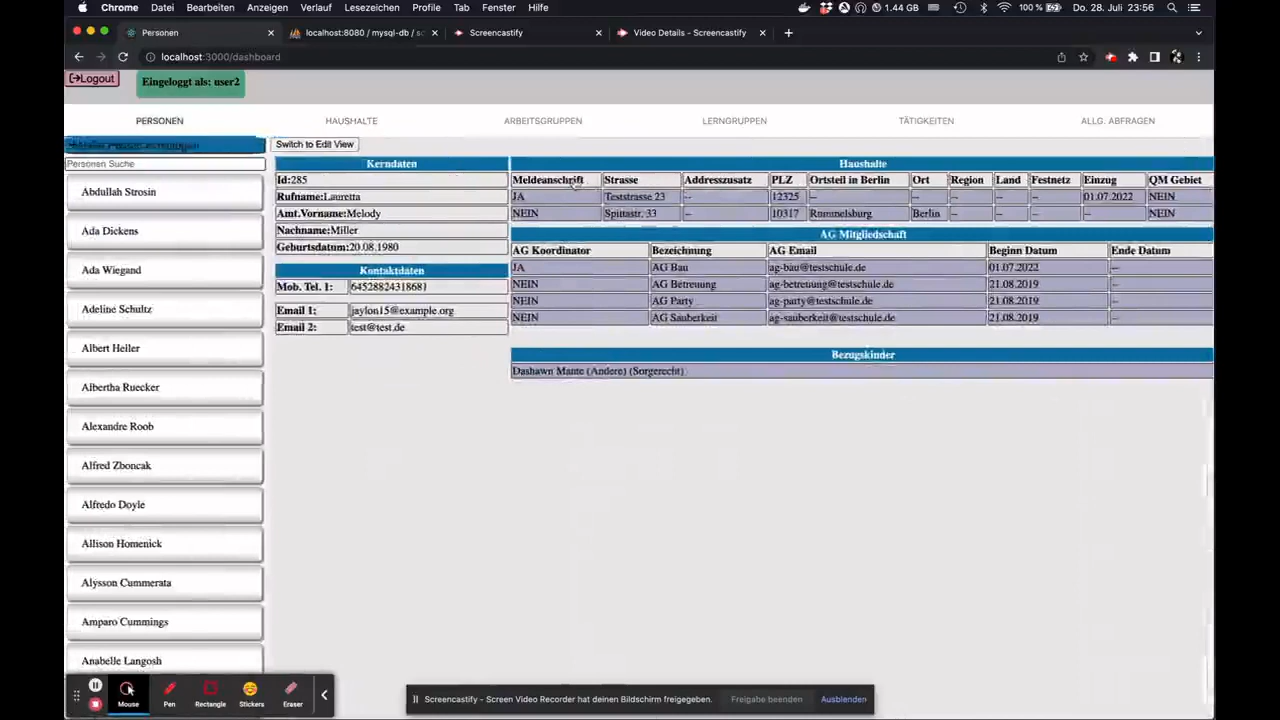 Chrome Datei Bearbeiten Anzeigen Verlauf Lesezeichen Profile Tab Fenster Hilfe 1.44 GB 100 % Do. 28. Juli 23:56
Personen localhost:8080 / mysql-db / sc Screencastify Video Details - Screencastify
localhost:3000/dashboard
Logout Eingeloggt als: user2
PERSONEN HAUSHALTE ARBEITSGRUPPEN LERNGRUPPEN TÄTIGKEITEN ALLG. ABFRAGEN
Switch to Edit View
Personen Suche Kerndaten Haushalte
Id:285 Meldeanschrift Strasse Addresszusatz PLZ Ortsteil in Berlin Ort Region Land Festnetz Einzug QM Gebiet
Rufname:Lauretta JA Teststrasse 23 -- 12325 -- -- -- -- -- 01.07.2022 NEIN
Amt.Vorname:Melody NEIN Spittastr. 33 -- 10317 Rummelsburg Berlin -- -- -- -- NEIN
Nachname:Miller AG Mitgliedschaft
Geburtsdatum:20.08.1980 AG Koordinator Bezeichnung AG Email Beginn Datum Ende Datum
Kontaktdaten JA AG Bau ag-bau@testschule.de 01.07.2022 --
Mob. Tel. 1: 64528824318681 NEIN AG Betreuung ag-betreuung@testschule.de 21.08.2019 --
NEIN AG Party ag-party@testschule.de 21.08.2019 --
Email 1: jaylon15@example.org NEIN AG Sauberkeit ag-sauberkeit@testschule.de 21.08.2019 --
Email 2: test@test.de
Bezugskinder
Dashawn Mante (Andere) (Sorgerecht)
Abdullah Strosin
Ada Dickens
Ada Wiegand
Adeline Schultz
Albert Heller
Albertha Ruecker
Alexandre Roob
Alfred Zboncak
Alfredo Doyle
Allison Homenick
Alysson Cummerata
Amparo Cummings
Anabelle Langosh
Mouse Pen Rectangle Stickers Eraser
Screencastify - Screen Video Recorder hat deinen Bildschirm freigegeben. Freigabe beenden Ausblenden